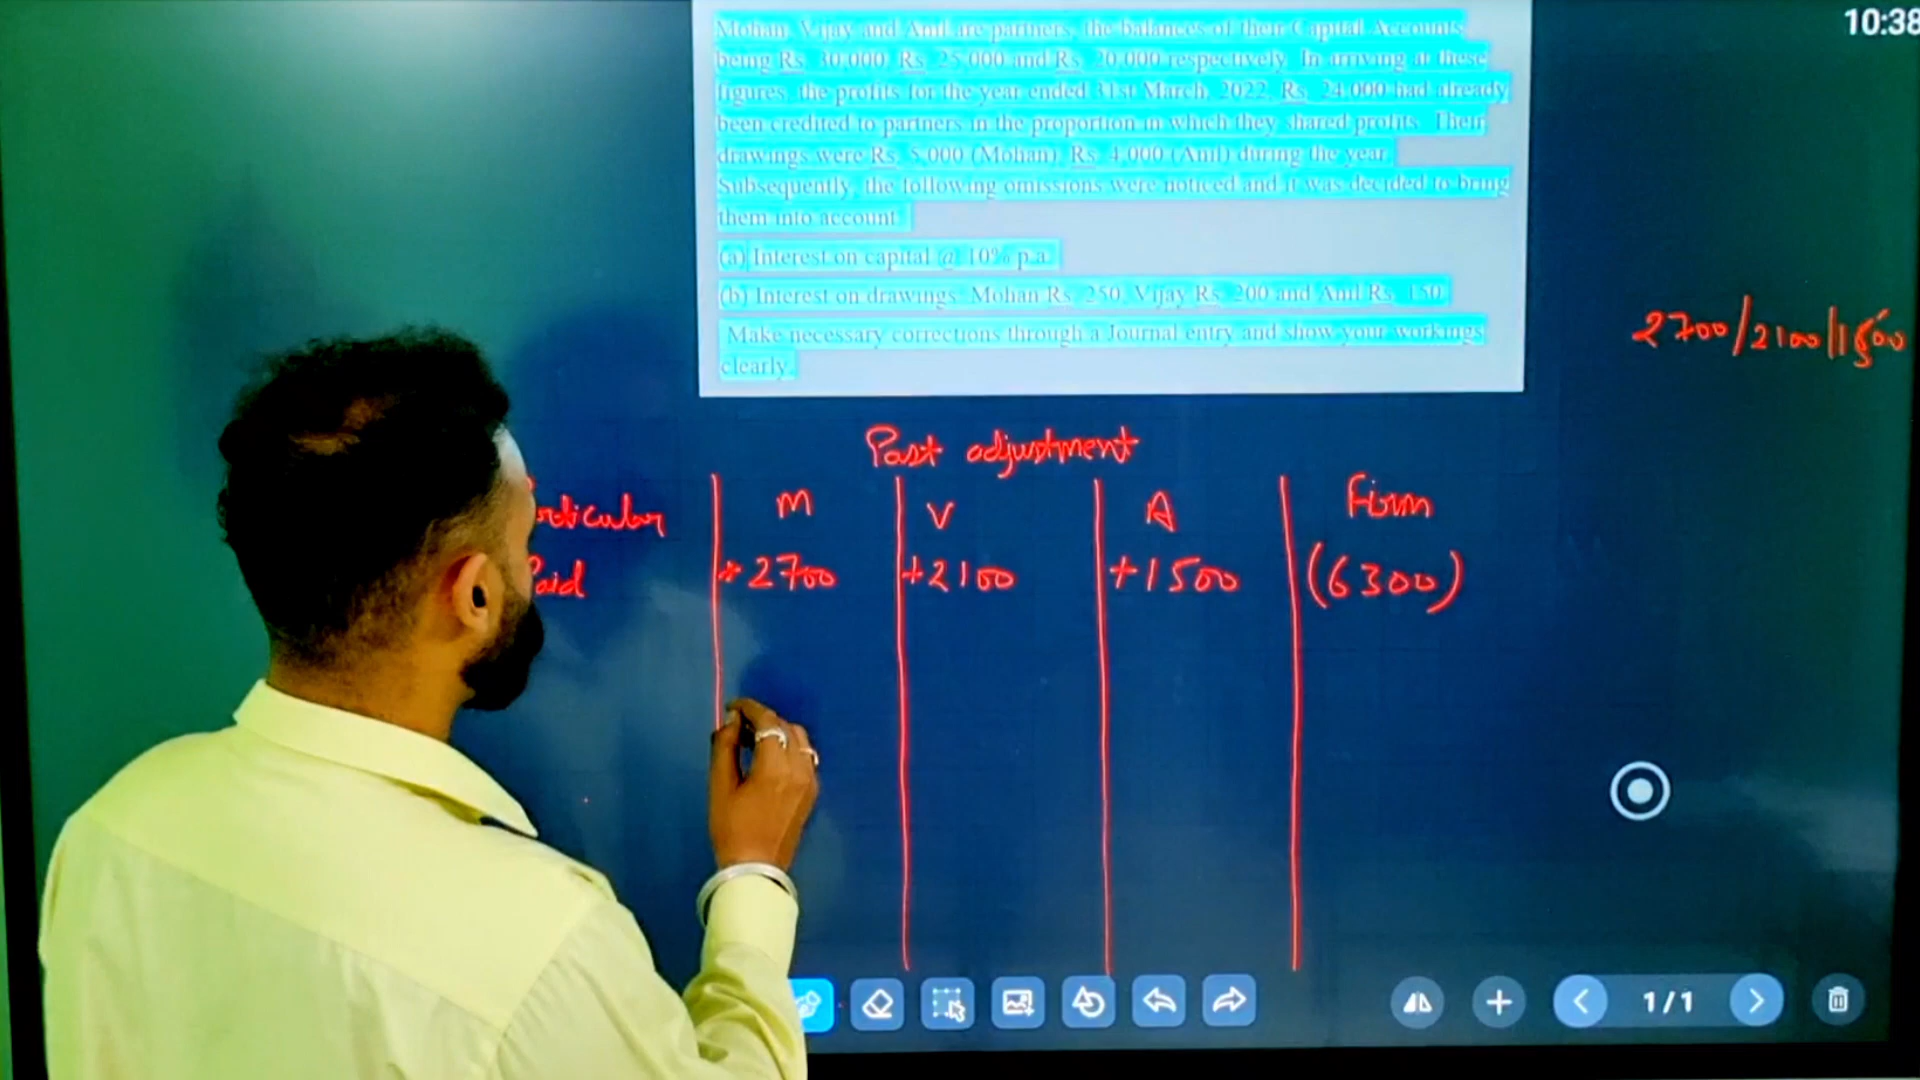 10:38
Mohan, Vijay and Anil are partners, the balances of their Capital Accounts
being Rs. 30,000, Rs. 25,000 and Rs. 20,000 respectively. In arriving at these
figures, the profits for the year ended 31st March, 2022, Rs. 24,000 had already
been credited to partners in the proportion in which they shared profits. Their
drawings were Rs. 5,000 (Mohan), Rs. 4,000 (Anil) during the year.
Subsequently, the following omissions were noticed and it was decided to bring
them into account.
(a) Interest on capital @ 10% p.a.
(b) Interest on drawings: Mohan Rs. 250, Vijay Rs. 200 and Anil Rs. 150.
Make necessary corrections through a Journal entry and show your workings
clearly.
2700/2100/1500
Past adjustment
M V A Firm
+2700 +2100 +1500 (6300)
1/1